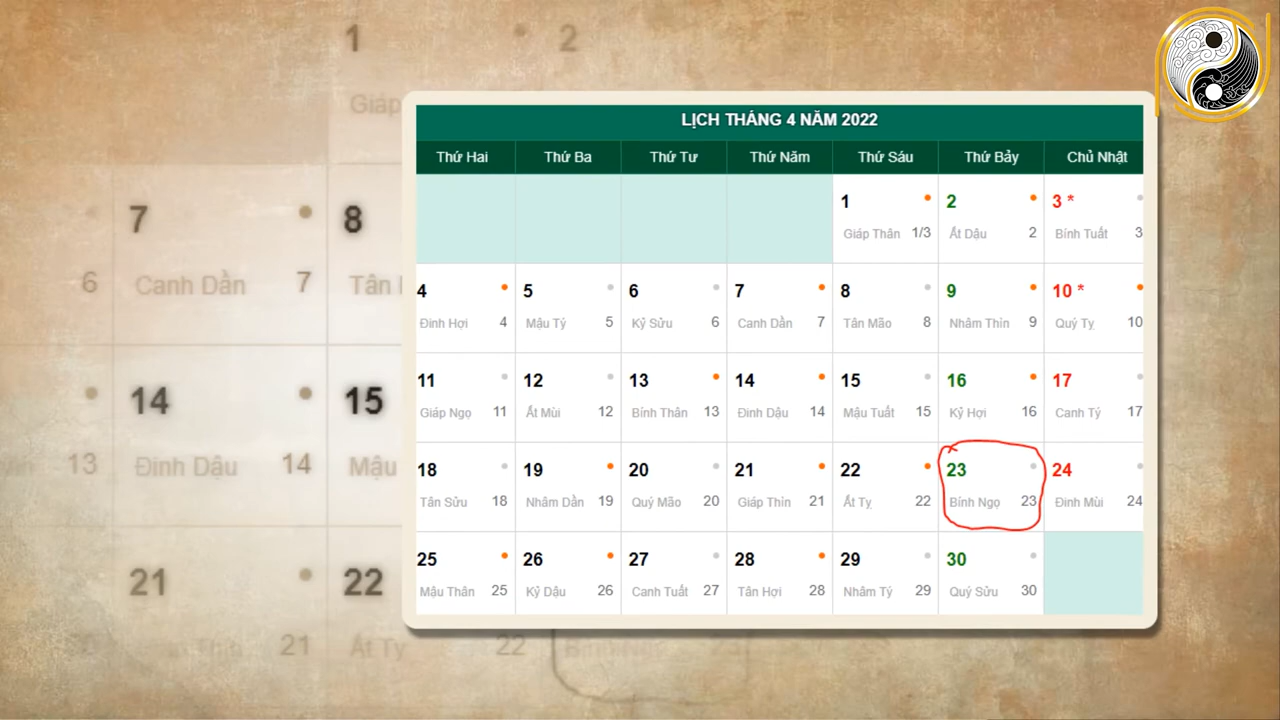 1
2
Giáp
7
8
6
Canh Dần
7
Tân
14
15
13
Đinh Dậu
14
Mậu
21
22
21
Ất Tỵ
22
LỊCH THÁNG 4 NĂM 2022
Thứ Hai Thứ Ba Thứ Tư Thứ Năm Thứ Sáu Thứ Bảy Chủ Nhật
1 2 3 *
Giáp Thân 1/3 Ất Dậu 2 Bính Tuất 3
4 5 6 7 8 9 10 *
Đinh Hợi 4 Mậu Tý 5 Kỷ Sửu 6 Canh Dần 7 Tân Mão 8 Nhâm Thìn 9 Quý Tỵ 10
11 12 13 14 15 16 17
Giáp Ngọ 11 Ất Mùi 12 Bính Thân 13 Đinh Dậu 14 Mậu Tuất 15 Kỷ Hợi 16 Canh Tý 17
18 19 20 21 22 23 24
Tân Sửu 18 Nhâm Dần 19 Quý Mão 20 Giáp Thìn 21 Ất Tỵ 22 Bính Ngọ 23 Đinh Mùi 24
25 26 27 28 29 30
Mậu Thân 25 Kỷ Dậu 26 Canh Tuất 27 Tân Hợi 28 Nhâm Tý 29 Quý Sửu 30